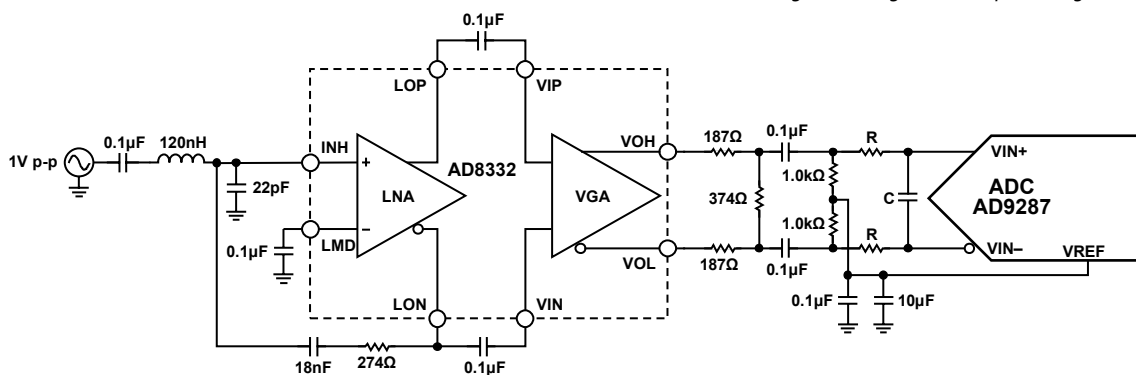 0.1µF
LOP
VIP
0.1µF
120nH
1V p-p
INH
+
22pF
LNA
AD8332
VGA
–
LMD
0.1µF
LON
VIN
18nF
274Ω
0.1µF
VOH
187Ω
0.1µF
R
374Ω
1.0kΩ
1.0kΩ
C
VIN+
ADC
AD9287
VIN–
VREF
VOL
187Ω
0.1µF
R
0.1µF
10µF